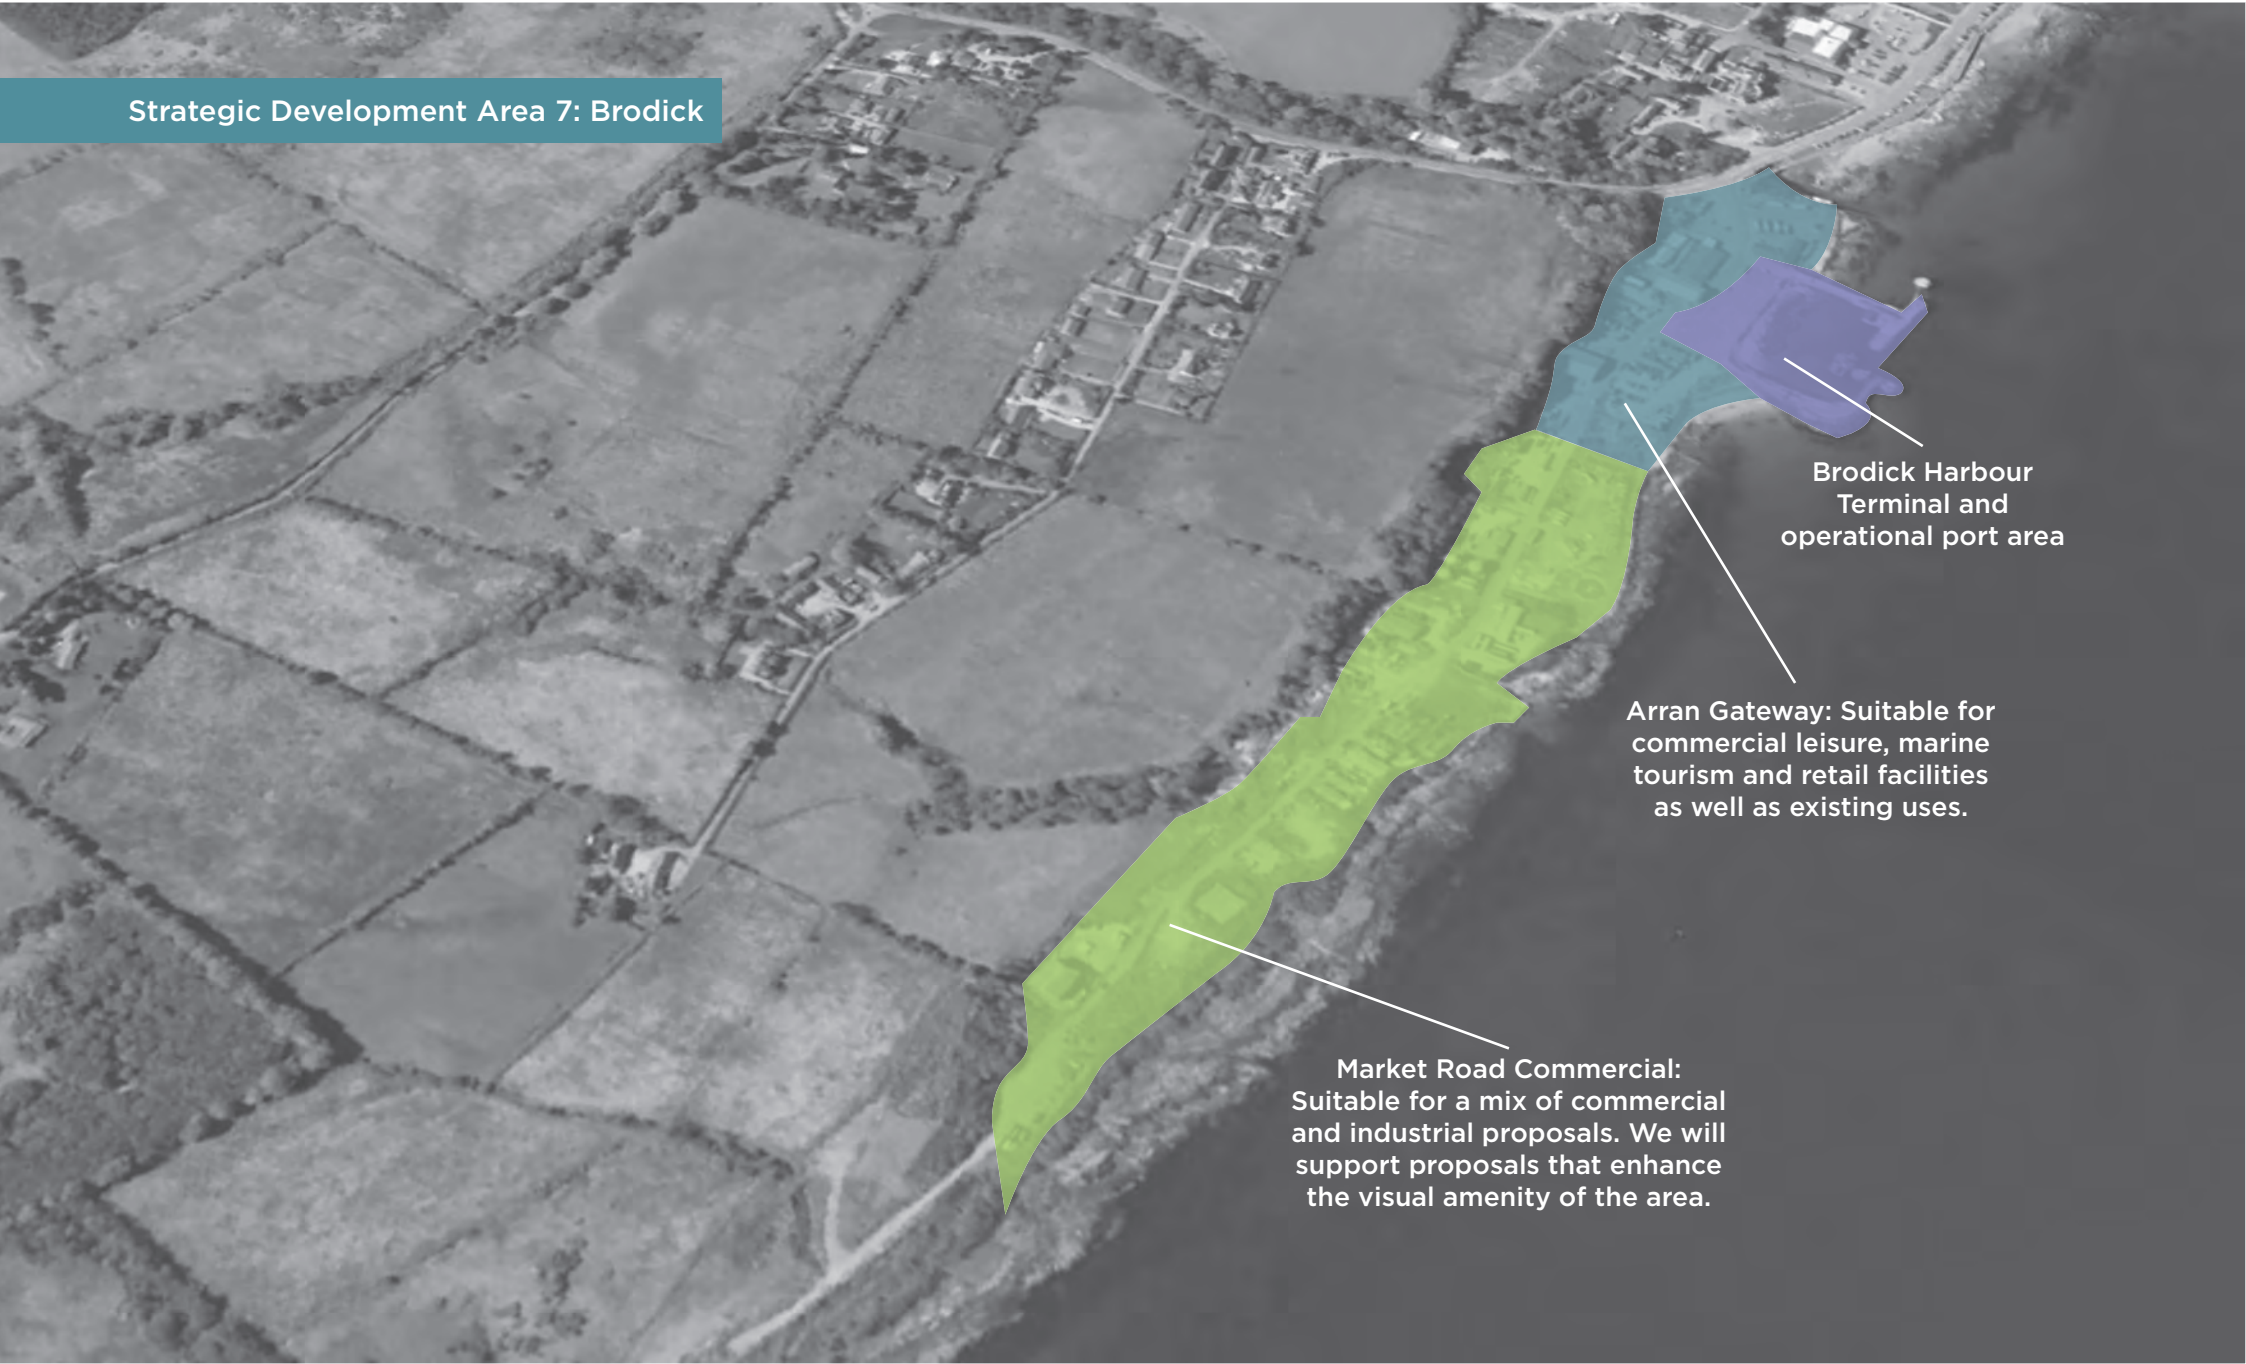 Strategic Development Area 7: Brodick
Brodick Harbour
Terminal and
operational port area
Arran Gateway: Suitable for
commercial leisure, marine
tourism and retail facilities
as well as existing uses.
Market Road Commercial:
Suitable for a mix of commercial
and industrial proposals. We will
support proposals that enhance
the visual amenity of the area.